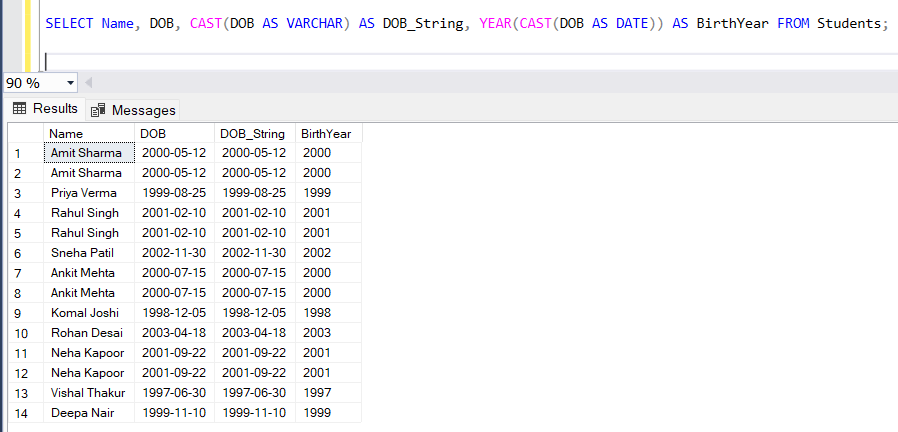 SELECT Name, DOB, CAST(DOB AS VARCHAR) AS DOB_String, YEAR(CAST(DOB AS DATE)) AS BirthYear FROM Students;
90 %
Results Messages
Name DOB DOB_String BirthYear
1 Amit Sharma 2000-05-12 2000-05-12 2000
2 Amit Sharma 2000-05-12 2000-05-12 2000
3 Priya Verma 1999-08-25 1999-08-25 1999
4 Rahul Singh 2001-02-10 2001-02-10 2001
5 Rahul Singh 2001-02-10 2001-02-10 2001
6 Sneha Patil 2002-11-30 2002-11-30 2002
7 Ankit Mehta 2000-07-15 2000-07-15 2000
8 Ankit Mehta 2000-07-15 2000-07-15 2000
9 Komal Joshi 1998-12-05 1998-12-05 1998
10 Rohan Desai 2003-04-18 2003-04-18 2003
11 Neha Kapoor 2001-09-22 2001-09-22 2001
12 Neha Kapoor 2001-09-22 2001-09-22 2001
13 Vishal Thakur 1997-06-30 1997-06-30 1997
14 Deepa Nair 1999-11-10 1999-11-10 1999